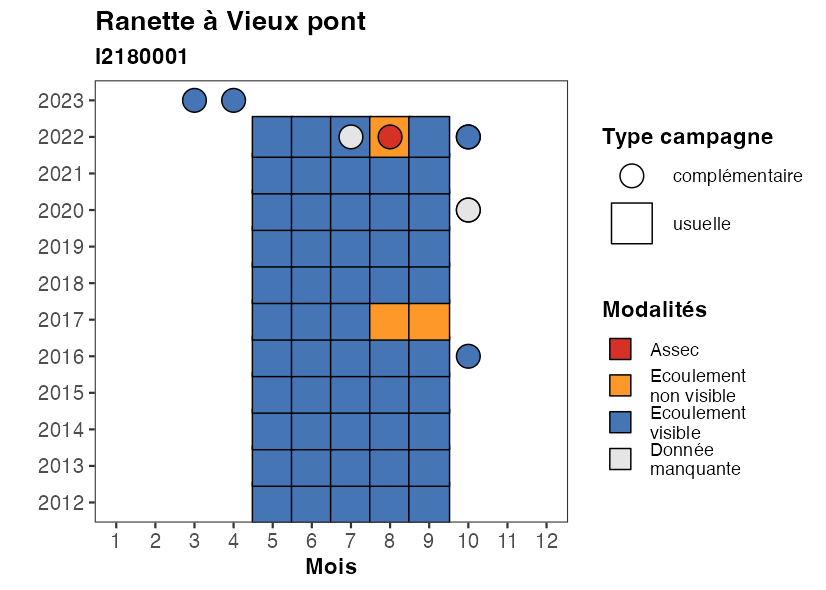 Ranette à Vieux pont
I2180001
2023
2022
2021
2020
2019
2018
2017
2016
2015
2014
2013
2012
1 2 3 4 5 6 7 8 9 10 11 12
Mois
Type campagne
complémentaire
usuelle
Modalités
Assec
Ecoulement
non visible
Ecoulement
visible
Donnée
manquante